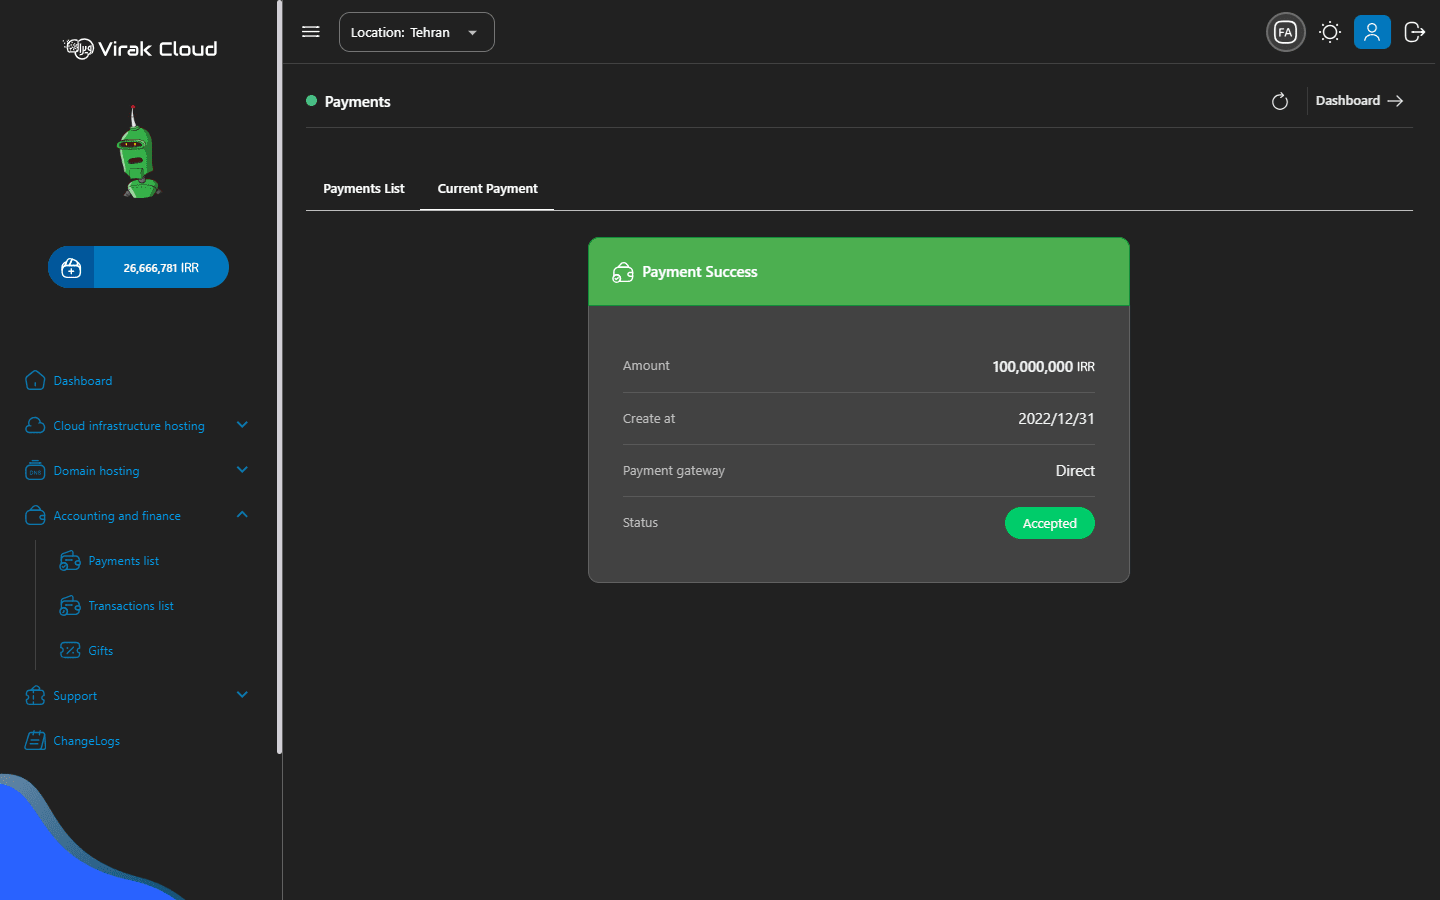 Virak Cloud
26,666,781 IRR
Dashboard
Cloud infrastructure hosting
Domain hosting
Accounting and finance
Payments list
Transactions list
Gifts
Support
ChangeLogs
Location: Tehran
FA
Payments
Dashboard
Payments List
Current Payment
Payment Success
Amount
100,000,000 IRR
Create at
2022/12/31
Payment gateway
Direct
Status
Accepted